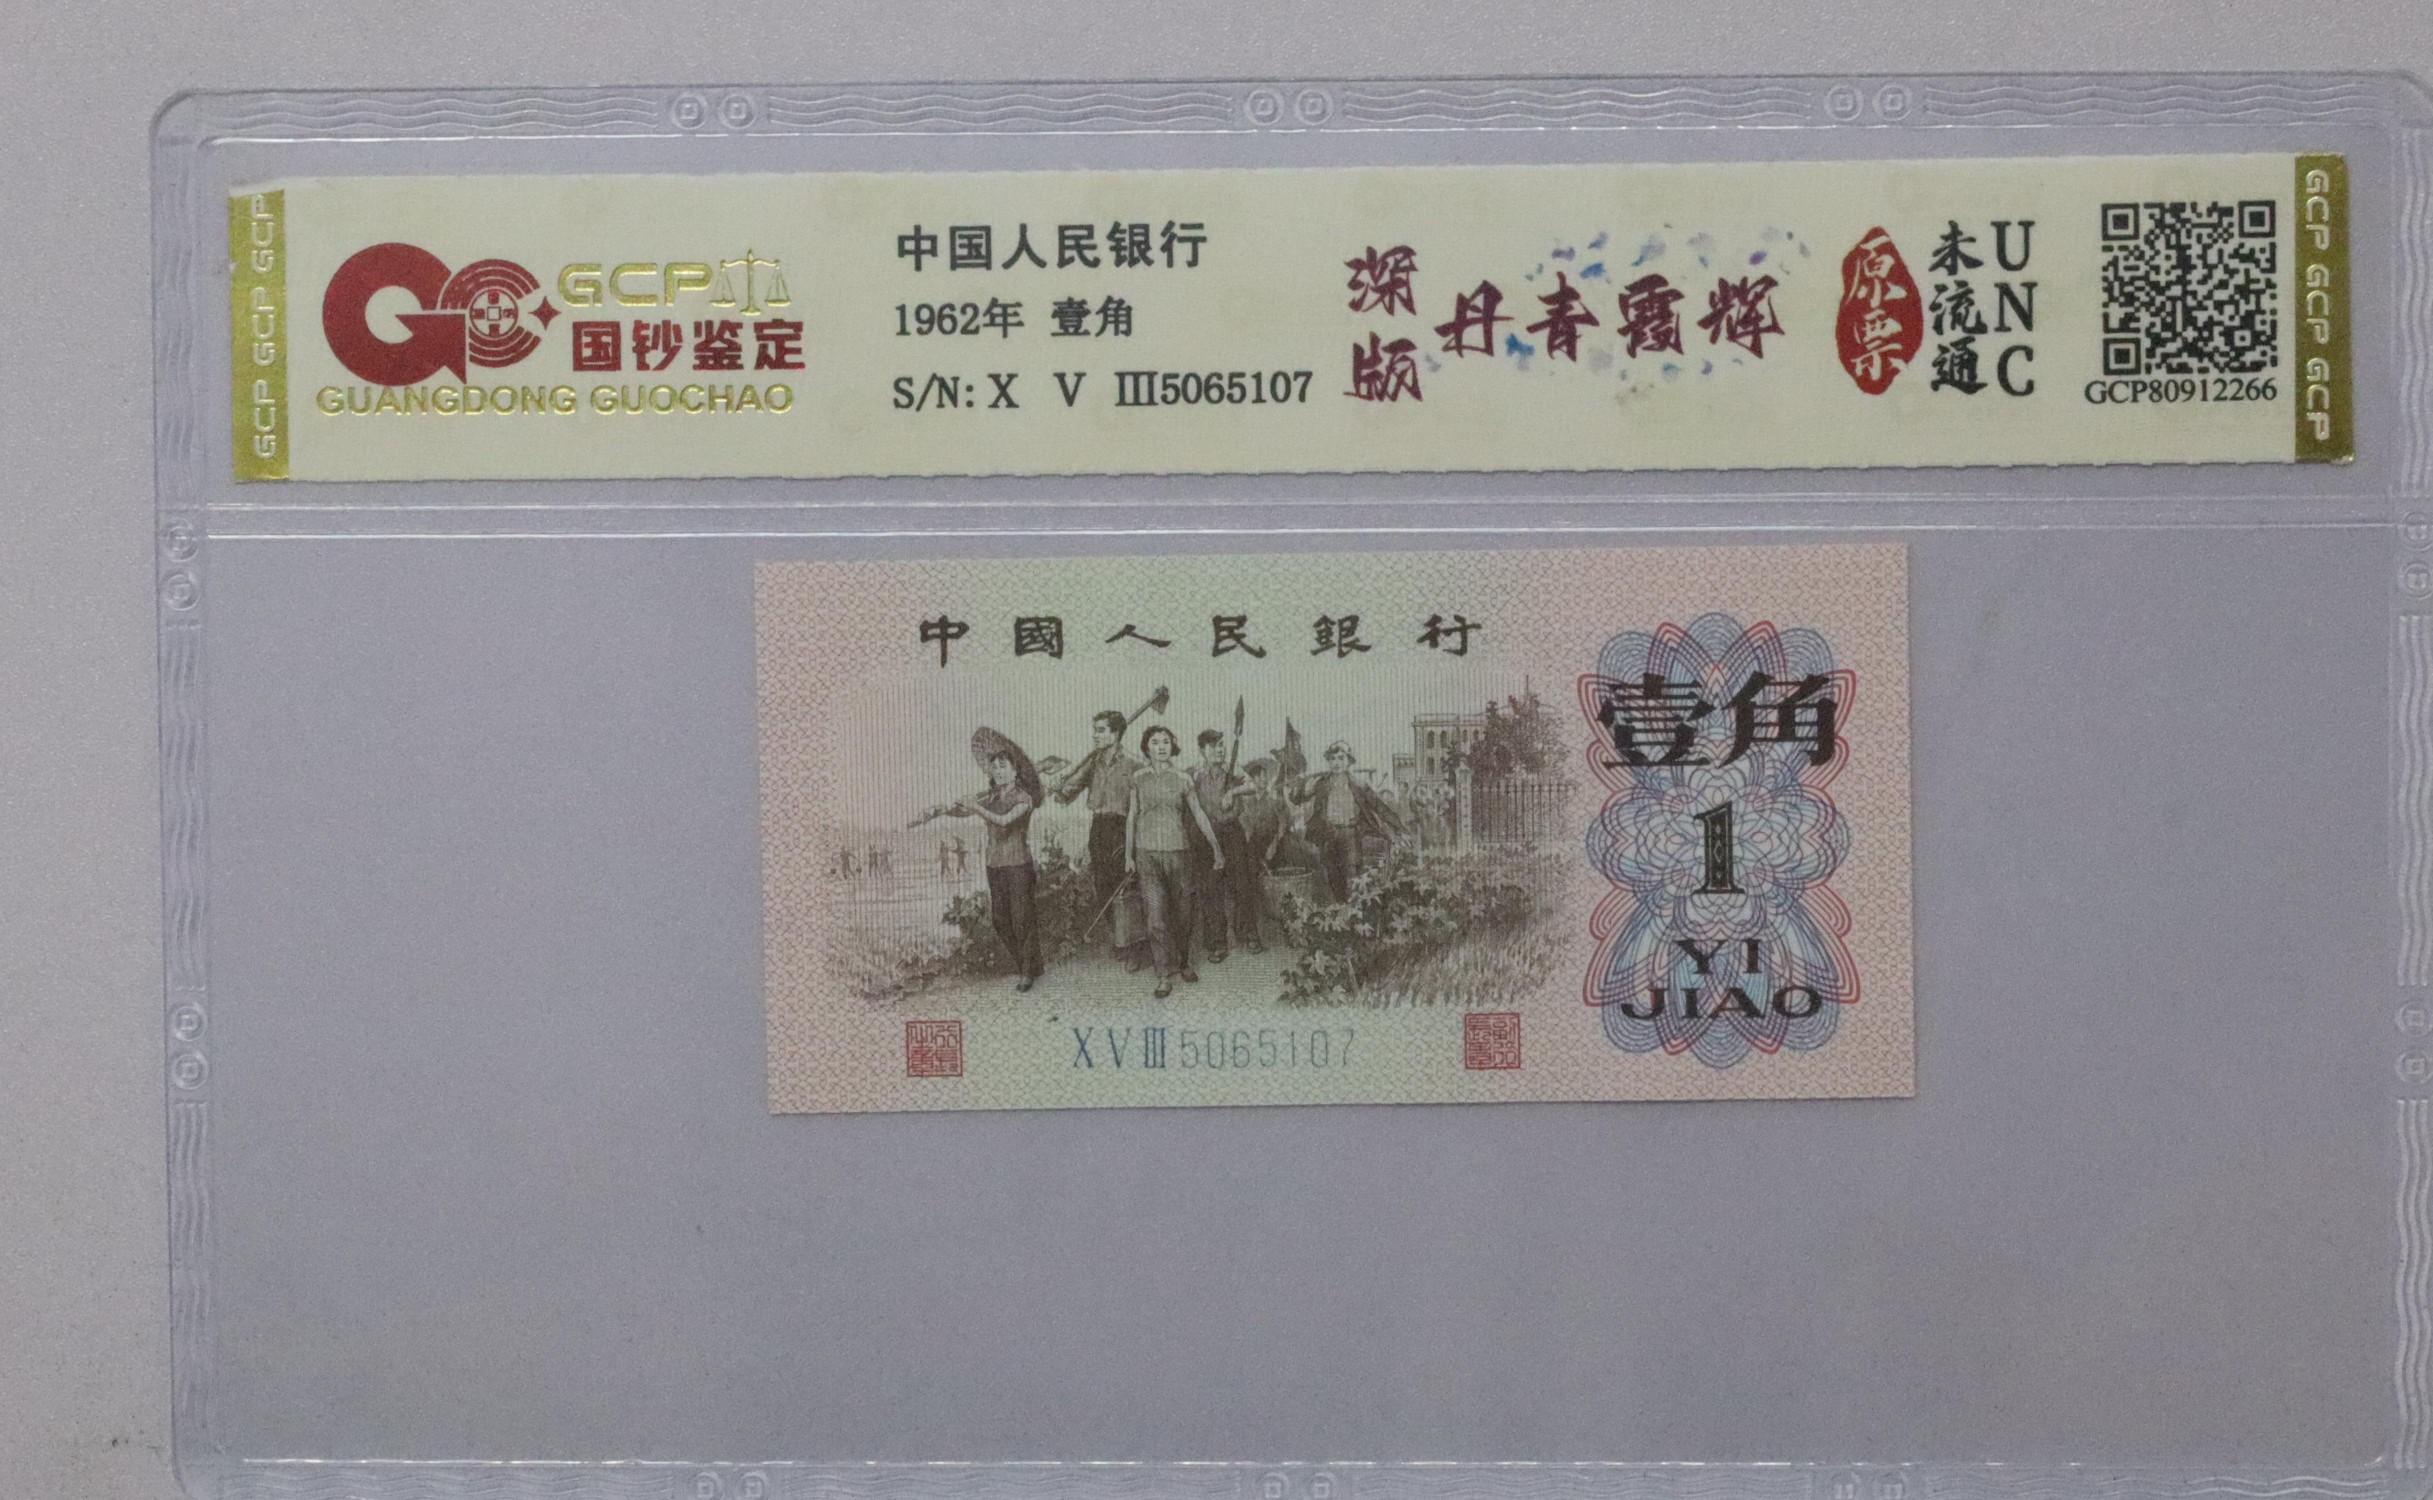 GCP GCP GCP
GCP
国钞鉴定
GUANGDONG GUOCHAO
中国人民银行
1962年 壹角
S/N: X V Ⅲ5065107
深版
丹青霞辉
原票
未流通
UNC
GCP80912266
GCP GCP GCP
中國人民銀行
壹角
1
YI
JIAO
X V Ⅲ 5065107